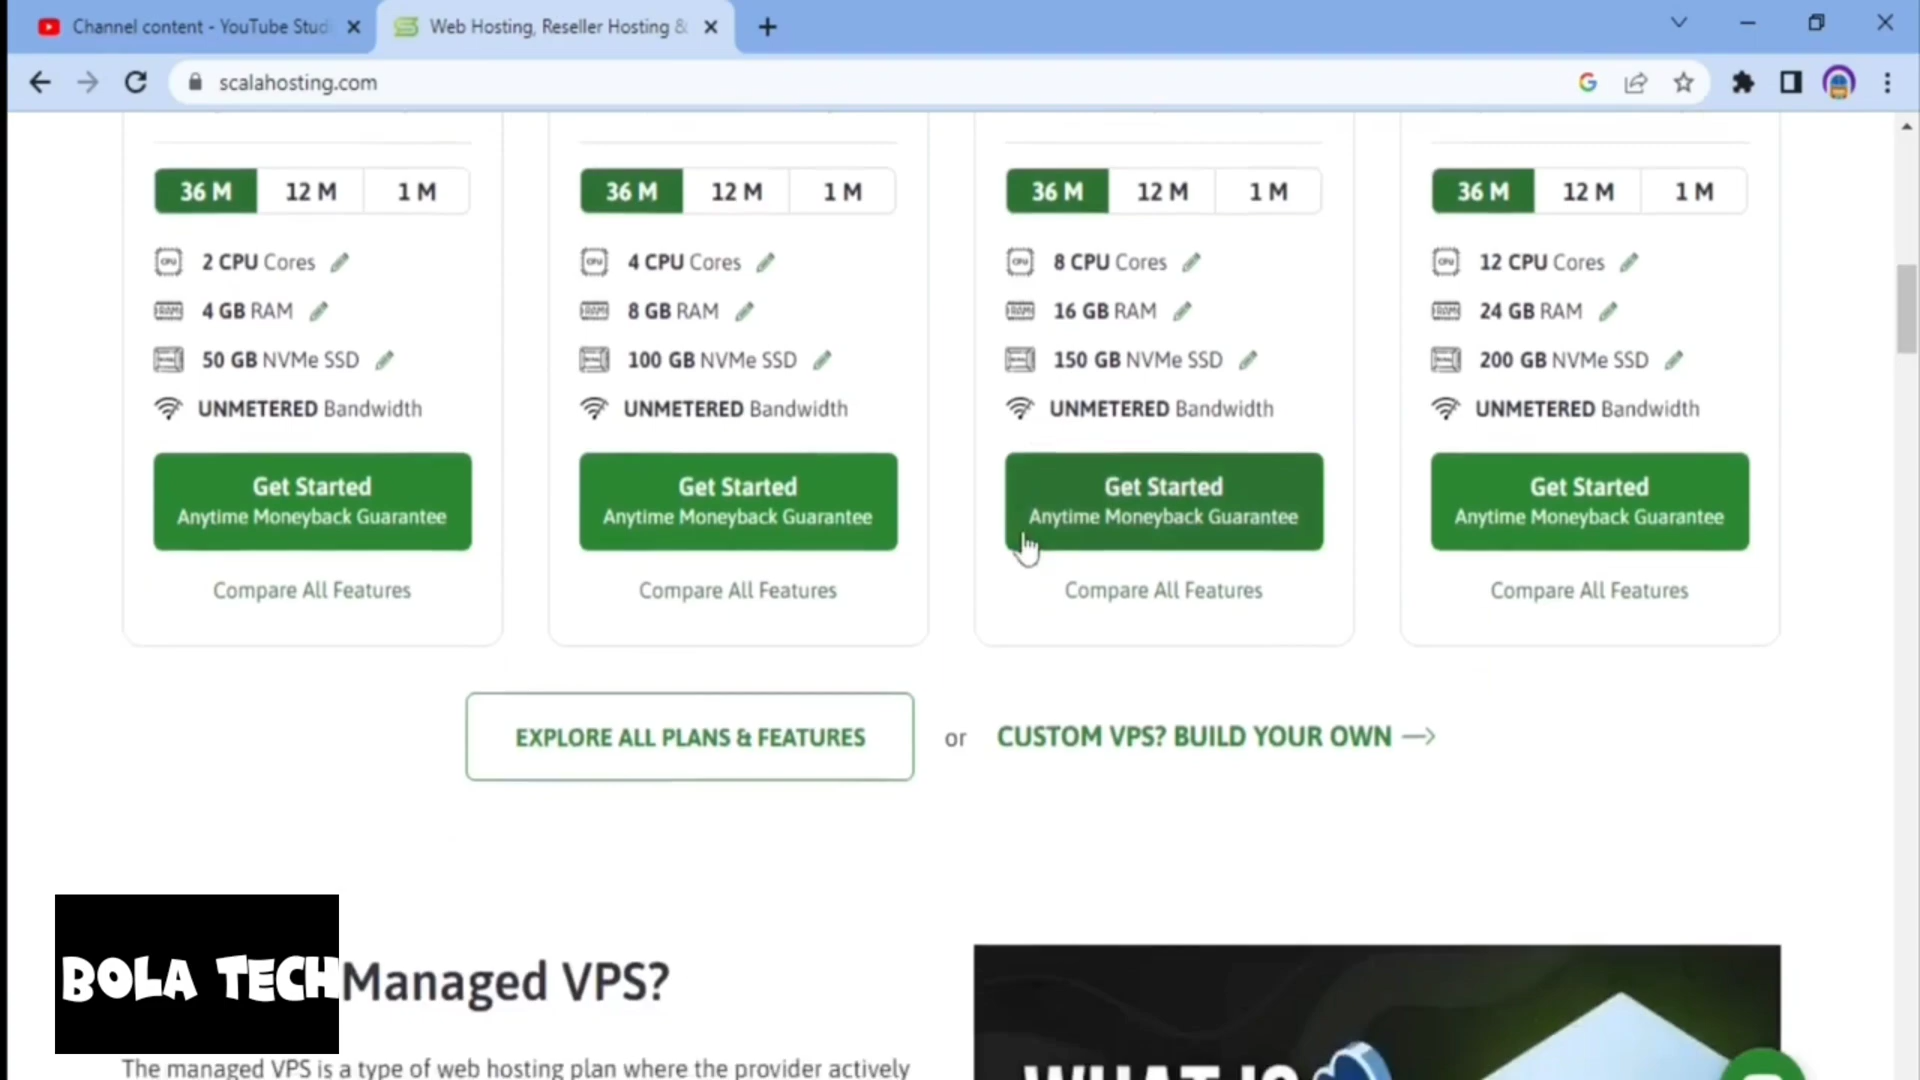 Channel content - YouTube Studi
Web Hosting, Reseller Hosting &
scalahosting.com
36 M 12 M 1 M
2 CPU Cores
4 GB RAM
50 GB NVMe SSD
UNMETERED Bandwidth
Get Started
Anytime Moneyback Guarantee
Compare All Features
36 M 12 M 1 M
4 CPU Cores
8 GB RAM
100 GB NVMe SSD
UNMETERED Bandwidth
Get Started
Anytime Moneyback Guarantee
Compare All Features
36 M 12 M 1 M
8 CPU Cores
16 GB RAM
150 GB NVMe SSD
UNMETERED Bandwidth
Get Started
Anytime Moneyback Guarantee
Compare All Features
36 M 12 M 1 M
12 CPU Cores
24 GB RAM
200 GB NVMe SSD
UNMETERED Bandwidth
Get Started
Anytime Moneyback Guarantee
Compare All Features
EXPLORE ALL PLANS & FEATURES or CUSTOM VPS? BUILD YOUR OWN
BOLA TECH
Managed VPS?
The managed VPS is a type of web hosting plan where the provider actively
WHAT IS